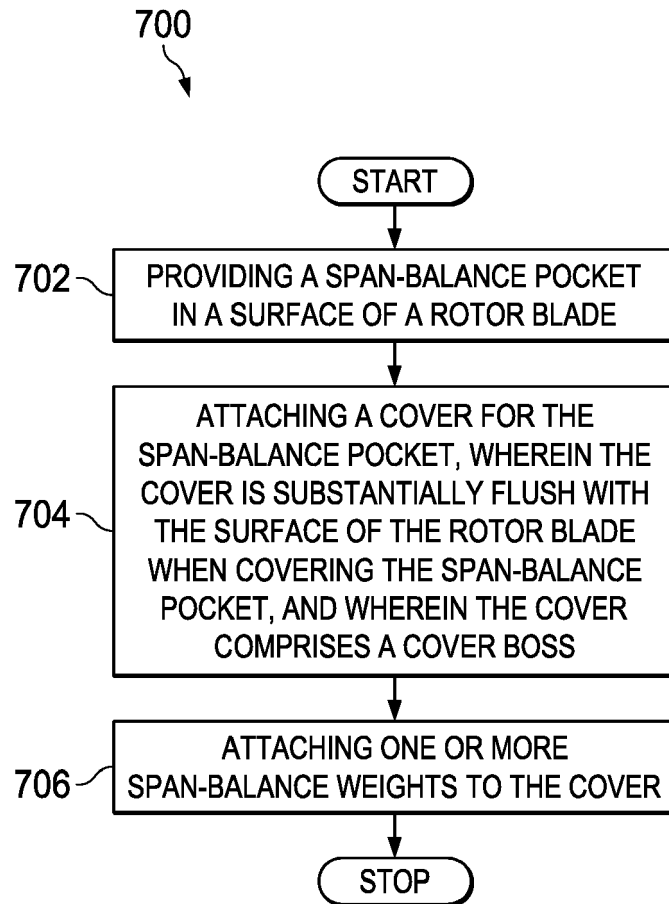 700
START
702
PROVIDING A SPAN-BALANCE POCKET
IN A SURFACE OF A ROTOR BLADE
704
ATTACHING A COVER FOR THE
SPAN-BALANCE POCKET, WHEREIN THE
COVER IS SUBSTANTIALLY FLUSH WITH
THE SURFACE OF THE ROTOR BLADE
WHEN COVERING THE SPAN-BALANCE
POCKET, AND WHEREIN THE COVER
COMPRISES A COVER BOSS
706
ATTACHING ONE OR MORE
SPAN-BALANCE WEIGHTS TO THE COVER
STOP